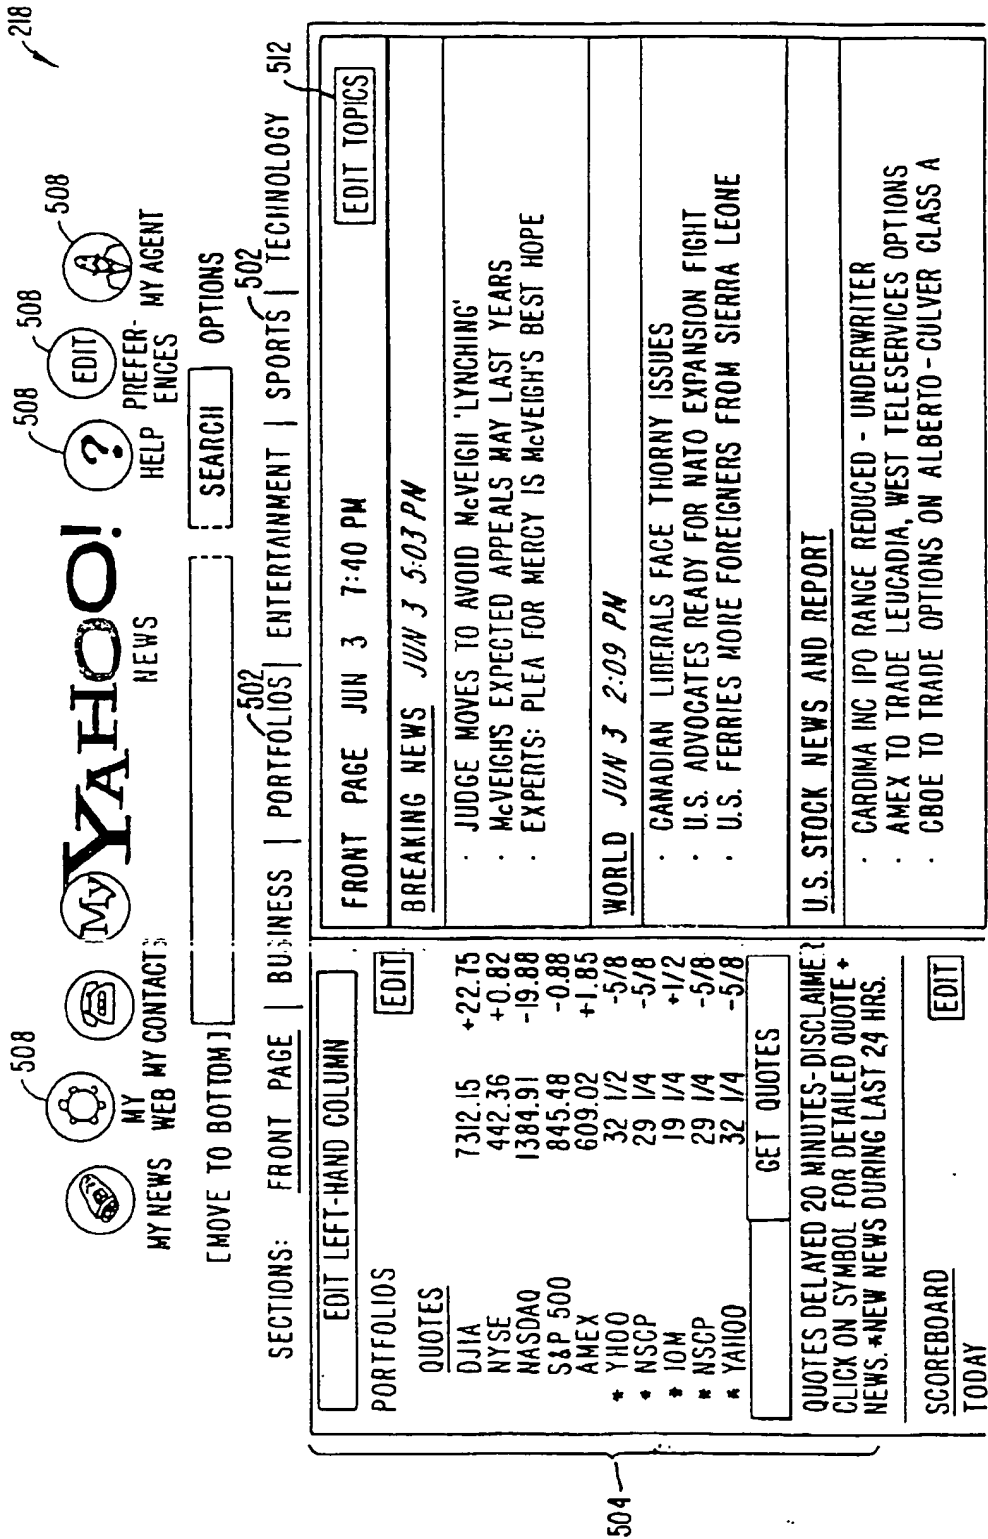 218
508
508
508
508
My YAHOO!
NEWS
MY NEWS
MY WEB
MY CONTACTS
HELP
EDIT
PREFER-
ENCES
MY AGENT
?
[MOVE TO BOTTOM]
SEARCH
OPTIONS
502
502
SECTIONS: FRONT PAGE | BUSINESS | PORTFOLIOS | ENTERTAINMENT | SPORTS | TECHNOLOGY
512
504
EDIT LEFT-HAND COLUMN
PORTFOLIOS EDIT
QUOTES
DJIA 7312.15 +22.75
NYSE 442.36 +0.82
NASDAQ 1384.91 -19.88
S&P 500 845.48 -0.88
AMEX 609.02 +1.85
* YHOO 32 1/2 -5/8
* NSCP 29 1/4 -5/8
* IOM 19 1/4 +1/2
* NSCP 29 1/4 -5/8
* YAHOO 32 1/4 -5/8
GET QUOTES
QUOTES DELAYED 20 MINUTES-DISCLAIMER
CLICK ON SYMBOL FOR DETAILED QUOTE +
NEWS. *NEW NEWS DURING LAST 24 HRS.
SCOREBOARD EDIT
TODAY
FRONT PAGE JUN 3 7:40 PM EDIT TOPICS
BREAKING NEWS JUN 3 5:03 PM
· JUDGE MOVES TO AVOID McVEIGH 'LYNCHING'
· McVEIGHS EXPECTED APPEALS MAY LAST YEARS
· EXPERTS: PLEA FOR MERCY IS McVEIGH'S BEST HOPE
WORLD JUN 3 2:09 PM
· CANADIAN LIBERALS FACE THORNY ISSUES
· U.S. ADVOCATES READY FOR NATO EXPANSION FIGHT
· U.S. FERRIES MORE FOREIGNERS FROM SIERRA LEONE
U.S. STOCK NEWS AND REPORT
· CARDIMA INC IPO RANGE REDUCED - UNDERWRITER
· AMEX TO TRADE LEUCADIA, WEST TELESERVICES OPTIONS
· CBOE TO TRADE OPTIONS ON ALBERTO-CULVER CLASS A